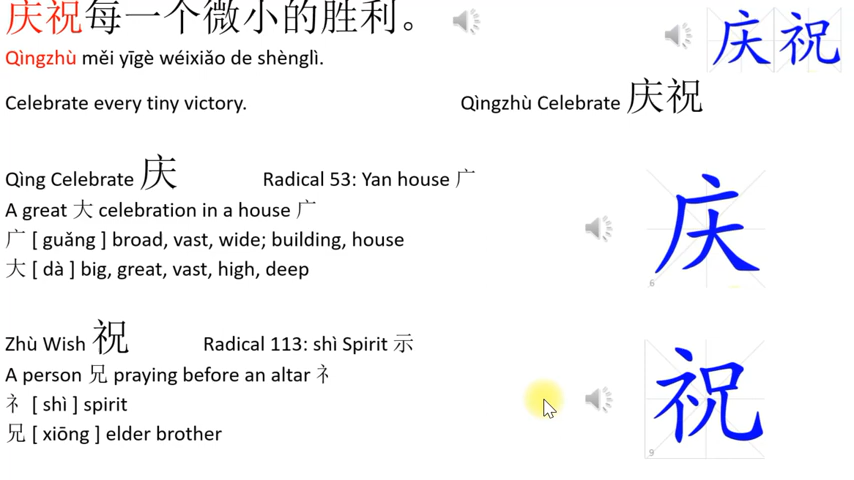 庆祝每一个微小的胜利。
庆祝
Qìngzhù měi yīgè wéixiǎo de shènglì.
Celebrate every tiny victory.
Qìngzhù Celebrate 庆祝
Qìng Celebrate 庆
Radical 53: Yan house 广
A great 大 celebration in a house 广
广 [ guǎng ] broad, vast, wide; building, house
大 [ dà ] big, great, vast, high, deep
庆
6
Zhù Wish 祝
Radical 113: shì Spirit 示
A person 兄 praying before an altar 礻
礻 [ shì ] spirit
兄 [ xiōng ] elder brother
祝
9